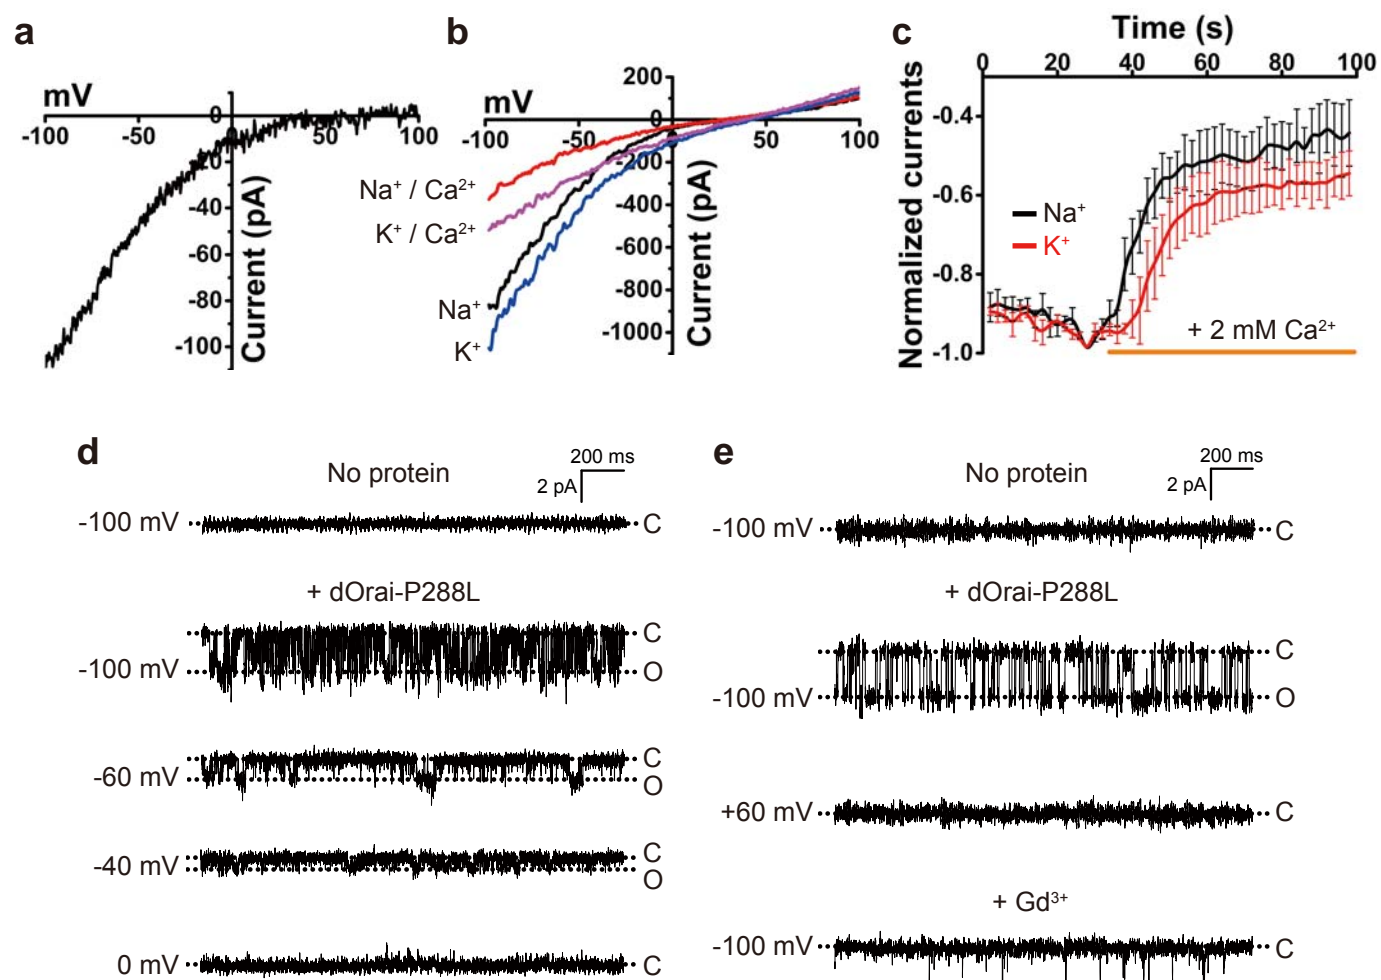 a
mV
-100
-50
0
50
100
-40
-60
-80
-100
Current (pA)
b
mV
-100
-50
0
50
100
200
0
-200
-400
-600
-800
-1000
Current (pA)
Na⁺ / Ca²⁺
K⁺ / Ca²⁺
Na⁺
K⁺
c
Time (s)
0 20 40 60 80 100
Normalized currents
-0.4
-0.6
-0.8
-1.0
Na⁺
K⁺
+ 2 mM Ca²⁺
d
No protein
200 ms
2 pA
-100 mV
C
+ dOrai-P288L
C
-100 mV
O
C
-60 mV
O
C
-40 mV
O
0 mV
C
e
No protein
200 ms
2 pA
-100 mV
C
+ dOrai-P288L
C
-100 mV
O
+60 mV
C
+ Gd³⁺
-100 mV
C